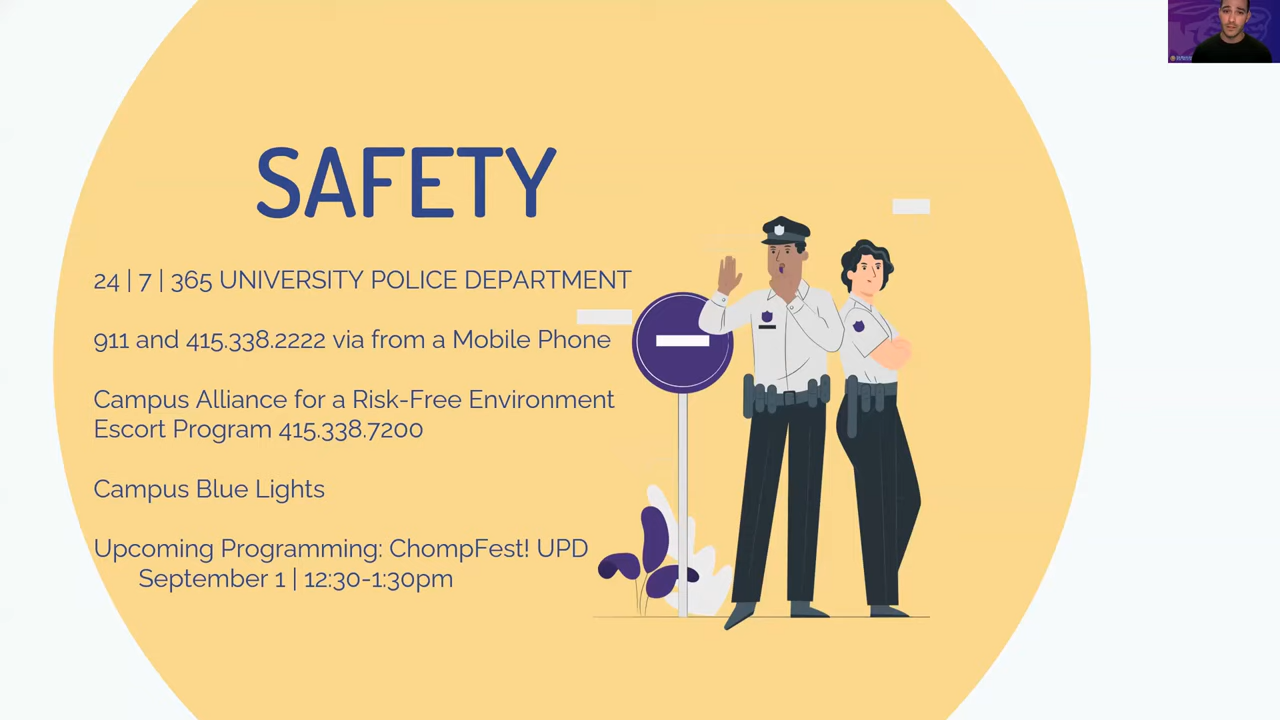 SAFETY
24 | 7 | 365 UNIVERSITY POLICE DEPARTMENT
911 and 415.338.2222 via from a Mobile Phone
Campus Alliance for a Risk-Free Environment
Escort Program 415.338.7200
Campus Blue Lights
Upcoming Programming: ChompFest! UPD
September 1 | 12:30-1:30pm